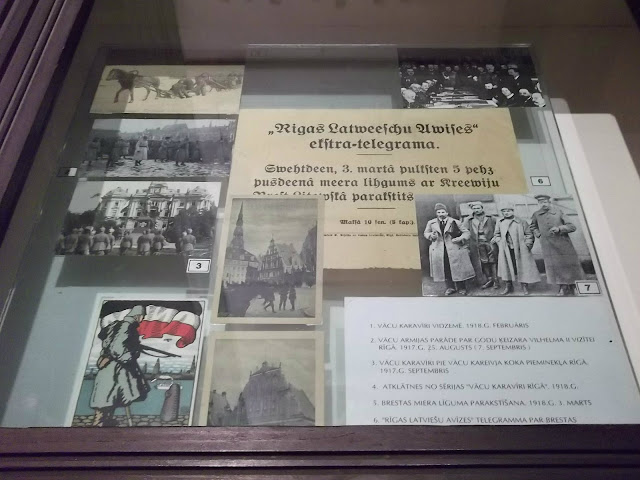 „Rigas Latweeschu Awises“
ekstra-telegrama.
Swehtdeen, 3. martā pulksten 5 pehz
pusdeenā meera lihgums ar Kreewiju
Brest-Litowskā parakstits
Maksā 10 fen. (5 kap.)
6
3
7
1. VĀCU KARAVĪRI VIDZEMĒ. 1918.G. FEBRUĀRIS
2. VĀCU ARMIJAS PARĀDE PAR GODU ĶEIZARA VILHELMA II VIZĪTEI
RĪGĀ. 1917.G. 25. AUGUSTS ( 7. SEPTEMBRIS )
3. VĀCU KARAVĪRI PIE VĀCU KAREIVJA KOKA PIEMINEKĻA RĪGĀ.
1917.G. SEPTEMBRIS
4. ATKLĀTNES NO SĒRIJAS "VĀCU KARAVĪRI RĪGĀ", 1918.G.
5. BRESTAS MIERA LĪGUMA PARAKSTĪŠANA. 1918.G. 3. MARTS
6. "RĪGAS LATVIEŠU AVĪZES" TELEGRAMMA PAR BRESTAS